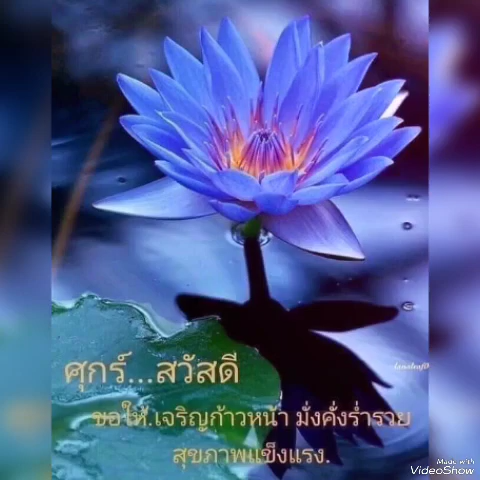 ศุกร์...สวัสดี
ขอให้.เจริญก้าวหน้า มั่งคั่งร่ำรวย
สุขภาพแข็งแรง.
Made with
VideoShow